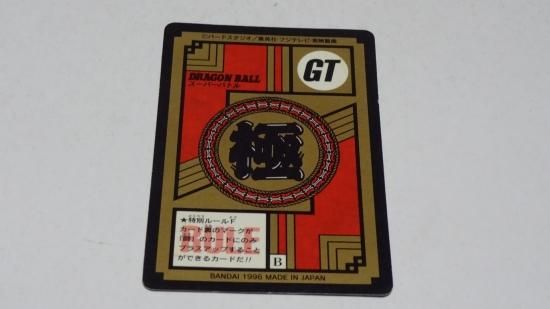 ©バードスタジオ/集英社・フジテレビ・東映動画
GT
DRAGON BALL
スーパーバトル
極
RULE
★特別ルールF
カード裏のマークが
「師」のカードにのみ
プラスアップすること
ができるカードだ!!
B
BANDAI 1996 MADE IN JAPAN